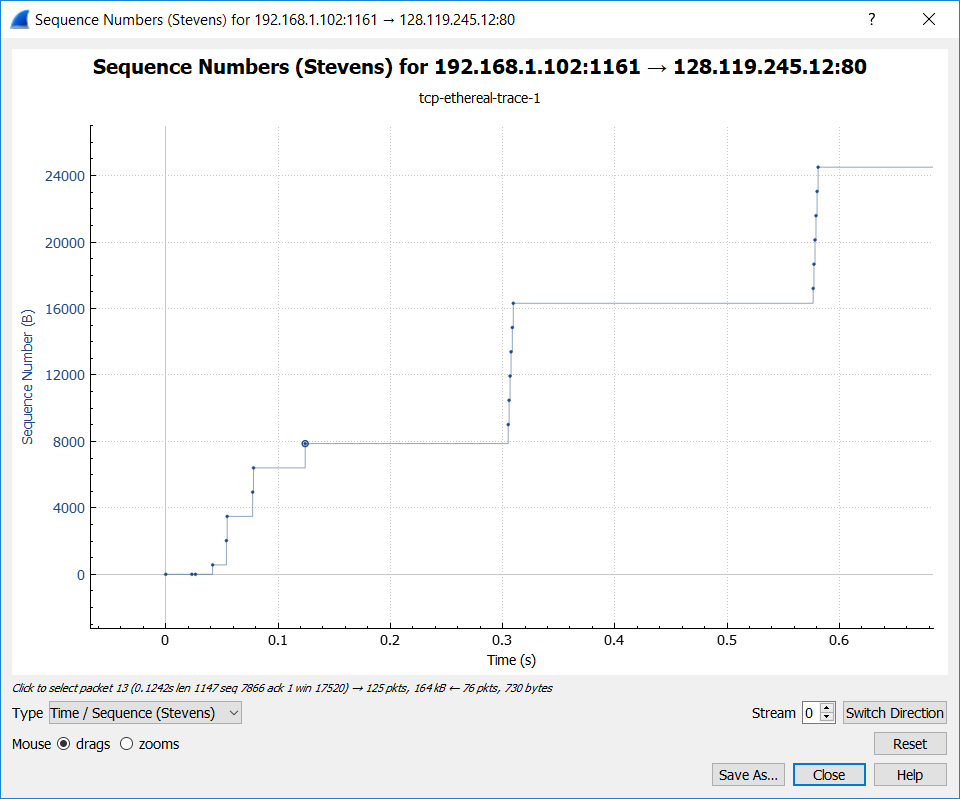 Sequence Numbers (Stevens) for 192.168.1.102:1161 → 128.119.245.12:80
?
Sequence Numbers (Stevens) for 192.168.1.102:1161 → 128.119.245.12:80
tcp-ethereal-trace-1
Sequence Number (B)
24000
20000
16000
12000
8000
4000
0
0 0.1 0.2 0.3 0.4 0.5 0.6
Time (s)
Click to select packet 13 (0.1242s len 1147 seq 7866 ack 1 win 17520) → 125 pkts, 164 kB ← 76 pkts, 730 bytes
Type Time / Sequence (Stevens) Stream 0 Switch Direction
Mouse drags zooms Reset
Save As... Close Help